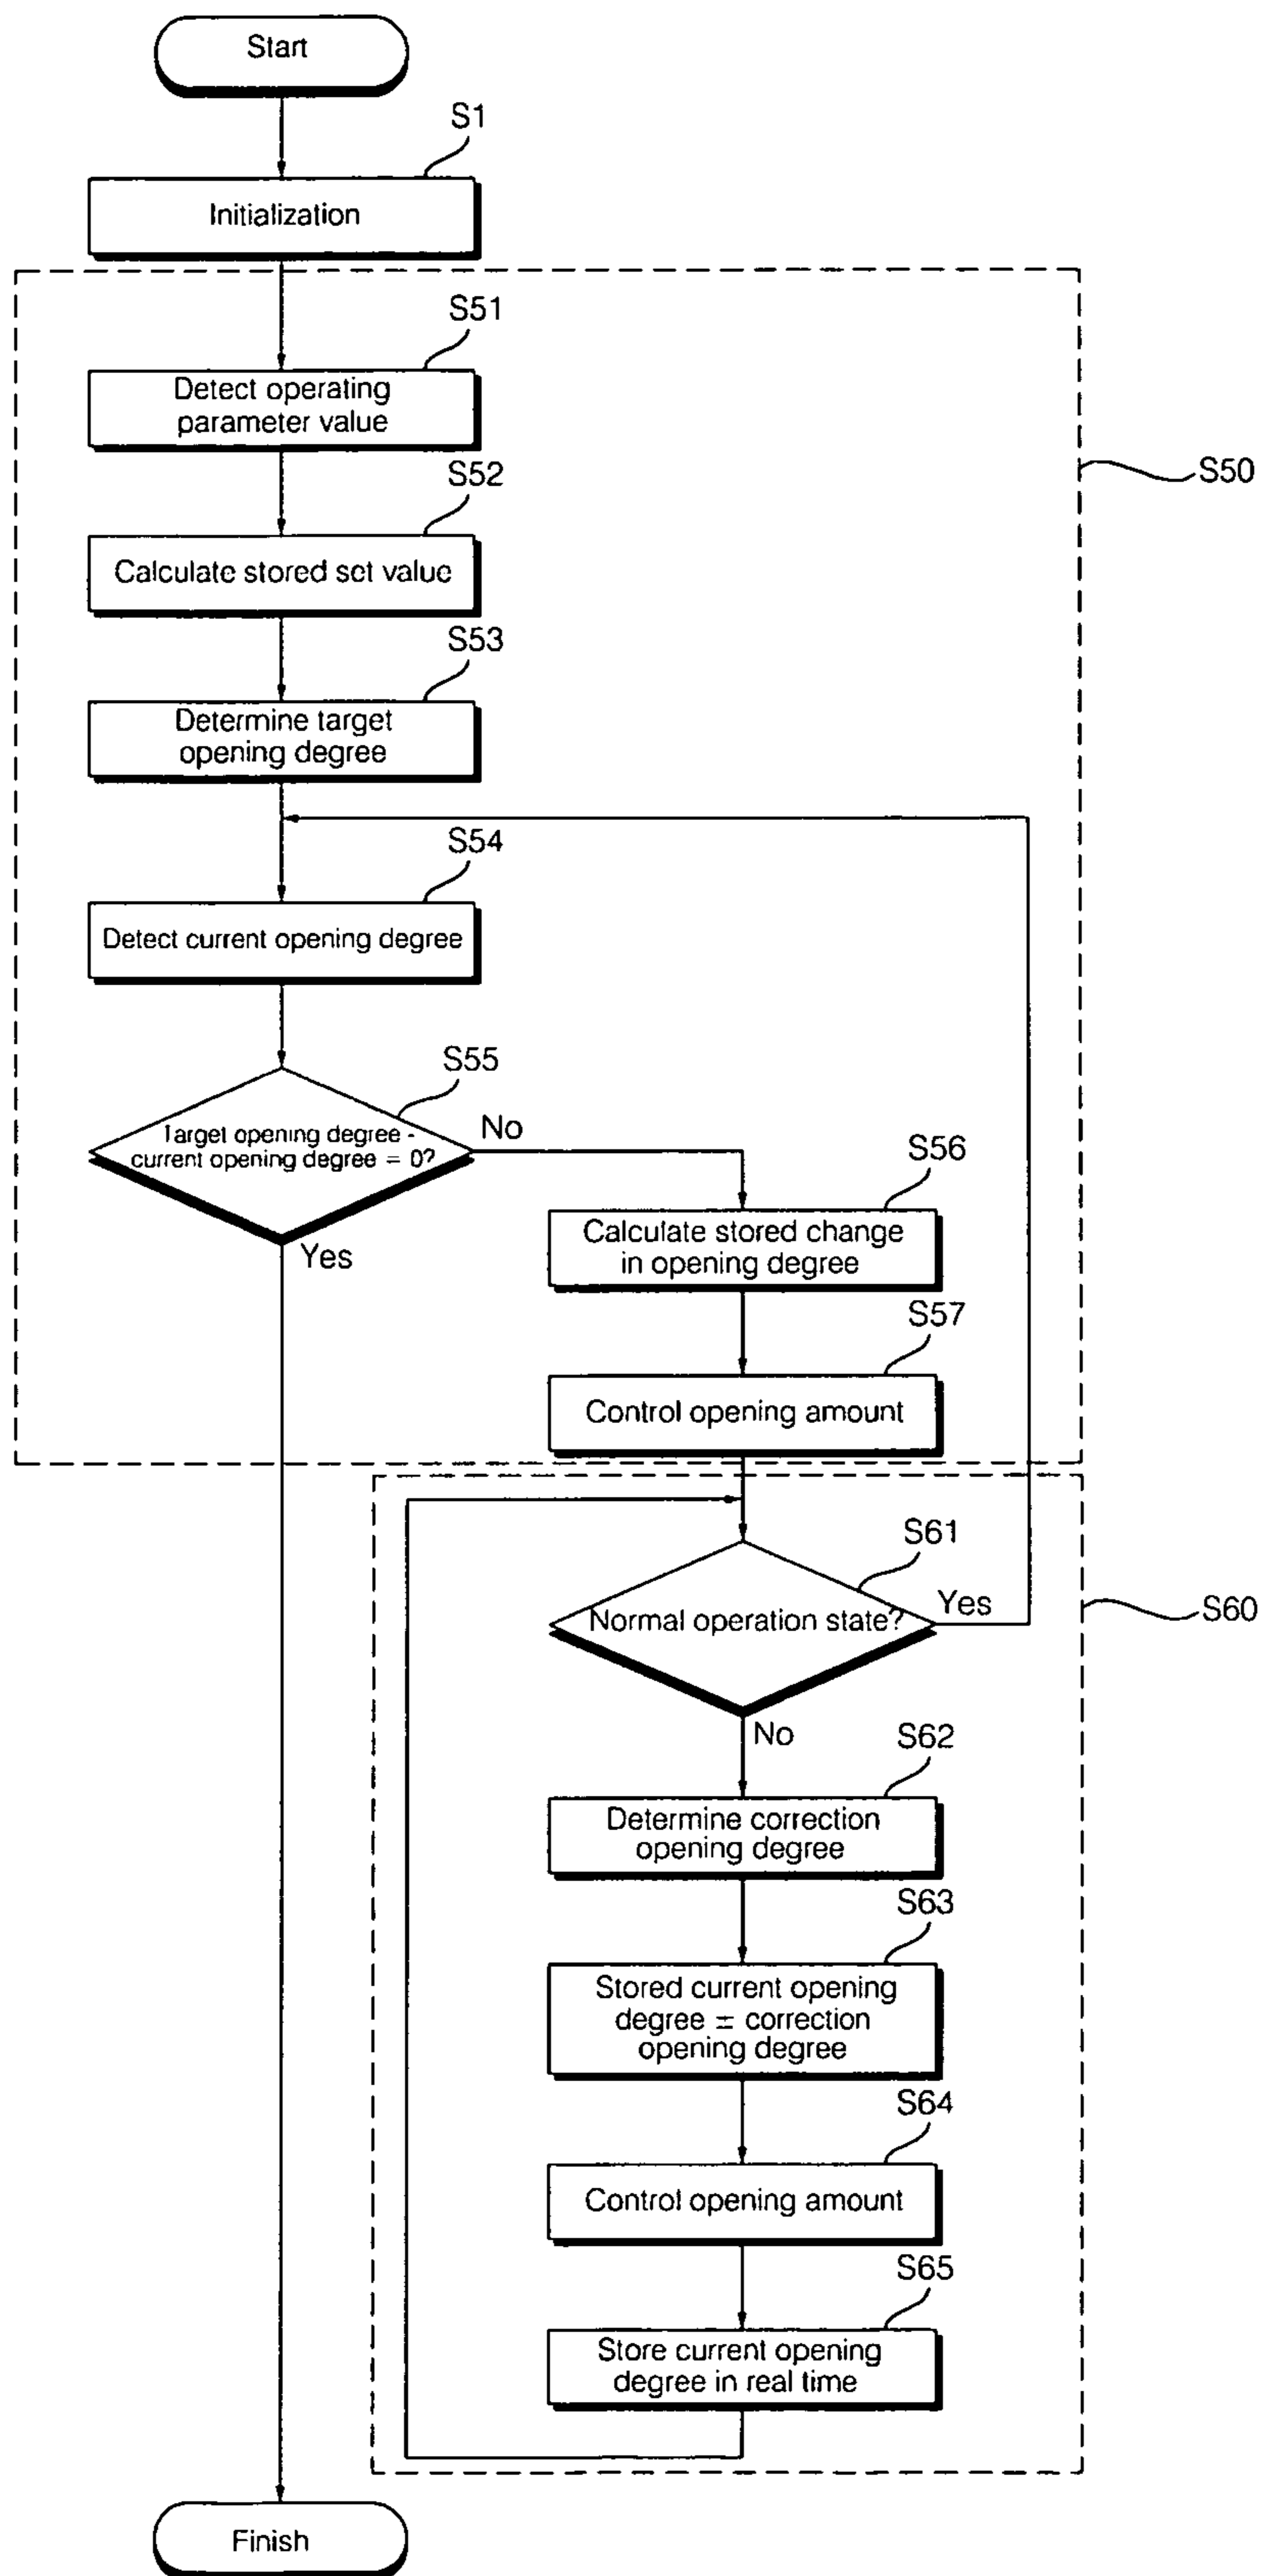 Start
S1
Initialization
S51
Detect operating
parameter value
S50
S52
Calculate stored set value
S53
Determine target
opening degree
S54
Detect current opening degree
S55
Target opening degree -
current opening degree = 0?
No
Yes
S56
Calculate stored change
in opening degree
S57
Control opening amount
S61
Normal operation state?
Yes
S60
No
S62
Determine correction
opening degree
S63
Stored current opening
degree ± correction
opening degree
S64
Control opening amount
S65
Store current opening
degree in real time
Finish